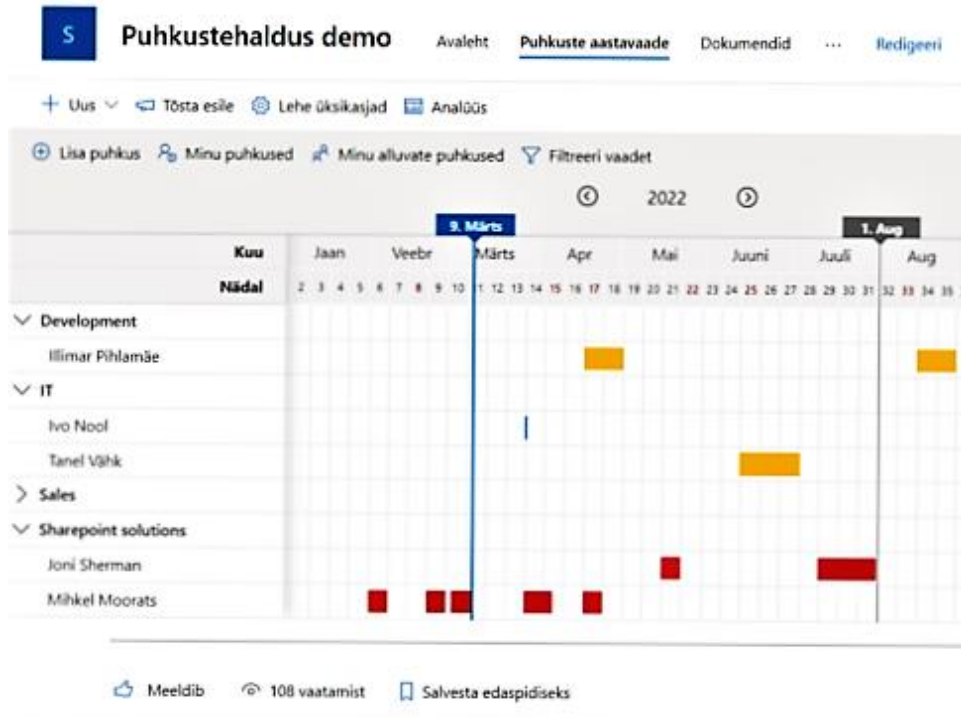 S Puhkustehaldus demo Avaleht Puhkuste aastavaade Dokumendid ... Redigeeri
+ Uus Tõsta esile Lehe üksikasjad Analüüs
Lisa puhkus Minu puhkused Minu alluvate puhkused Filtreeri vaadet
2022
9. Märts 1. Aug
Kuu Jaan Veebr Märts Apr Mai Juuni Juuli Aug
Nädal 2 3 4 5 6 7 8 9 10 11 12 13 14 15 16 17 18 19 20 21 22 23 24 25 26 27 28 29 30 31 32 33 34 35
Development
Illimar Pihlamäe
IT
Ivo Nool
Tanel Vähk
Sales
Sharepoint solutions
Joni Sherman
Mihkel Moorats
Meeldib 108 vaatamist Salvesta edaspidiseks